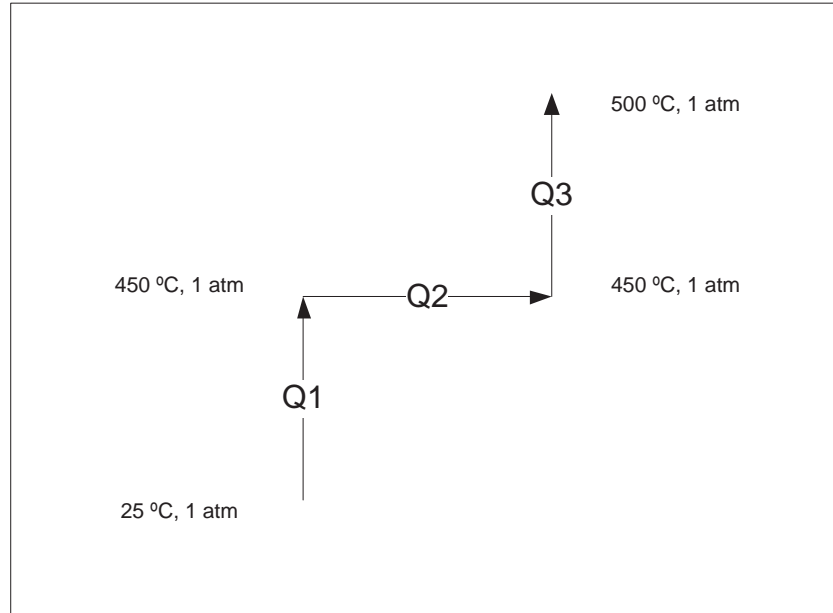 500 ºC, 1 atm
Q3
450 ºC, 1 atm
450 ºC, 1 atm
Q2
Q1
25 ºC, 1 atm